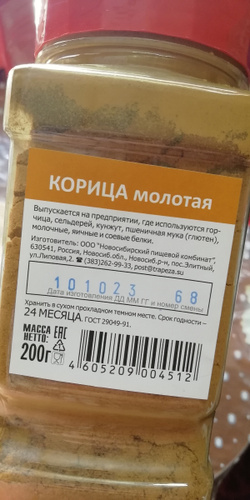 КОРИЦА молотая
Выпускается на предприятии, где используются гор-
чица, сельдерей, кунжут, пшеничная мука (глютен),
молочные, яичные и соевые белки.
Изготовитель: ООО "Новосибирский пищевой комбинат",
630541, Россия, Новосиб.обл., Новосиб.р-н, пос.Элитный,
ул.Липовая,2. ☎ (383)262-99-33, post@trapeza.ru
101023 68
Дата изготовления ДД ММ ГГ и номер смены
Хранить в сухом прохладном темном месте. Срок годности –
24 МЕСЯЦА. ГОСТ 29049-91.
МАССА EAC
НЕТТО:
200г
4 605209 004512